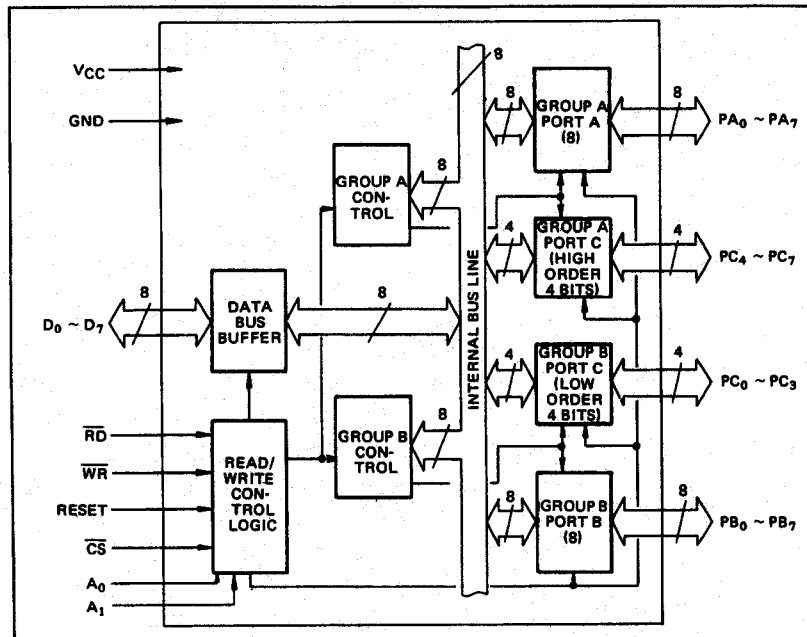 VCC
GND
8
8
GROUP A
PORT A
(8)
8
PA0 ~ PA7
GROUP A
CON-
TROL
8
4
GROUP A
PORT C
(HIGH
ORDER
4 BITS)
4
PC4 ~ PC7
D0 ~ D7
8
DATA
BUS
BUFFER
8
INTERNAL BUS LINE
4
GROUP B
PORT C
(LOW
ORDER
4 BITS)
4
PC0 ~ PC3
RD
WR
RESET
CS
A0
A1
READ/
WRITE
CONTROL
LOGIC
GROUP B
CON-
TROL
8
8
GROUP B
PORT B
(8)
8
PB0 ~ PB7